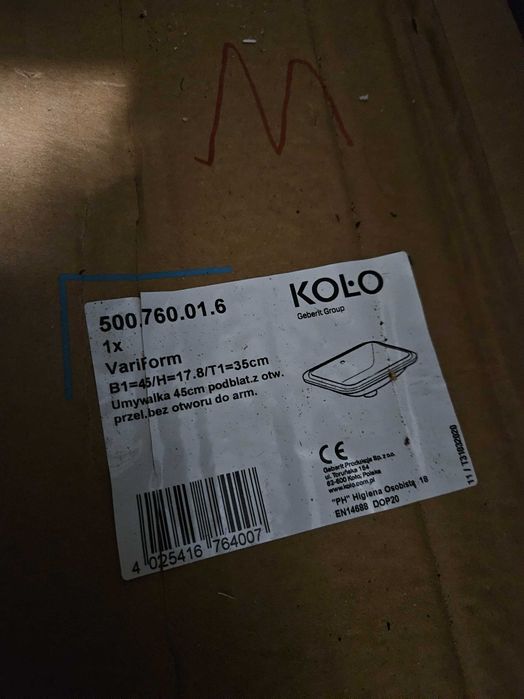 M
500.760.01.6
KOŁO
Geberit Group
1x
VariForm
B1=45/H=17.8/T1=35cm
Umywalka 45cm podblat.z otw.
przel.bez otworu do arm.
CE
Geberit Produkcja Sp. z o.o.
ul. Toruńska 154
62-600 Koło, Polska
www.kolo.com.pl
"PH" Higiena Osobista 18
EN14688 DOP20
4 025416 764007